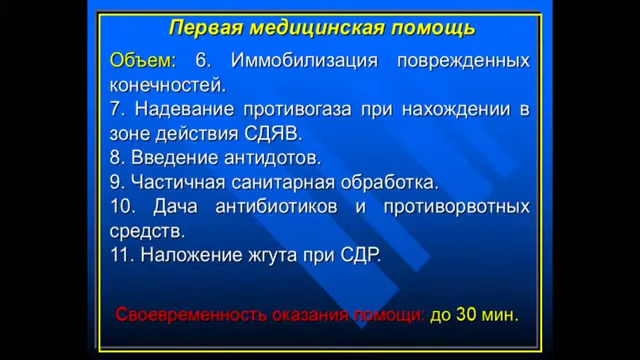 Первая медицинская помощь
Объем: 6. Иммобилизация поврежденных
конечностей.
7. Надевание противогаза при нахождении в
зоне действия СДЯВ.
8. Введение антидотов.
9. Частичная санитарная обработка.
10. Дача антибиотиков и противорвотных
средств.
11. Наложение жгута при СДР.
Своевременность оказания помощи: до 30 мин.